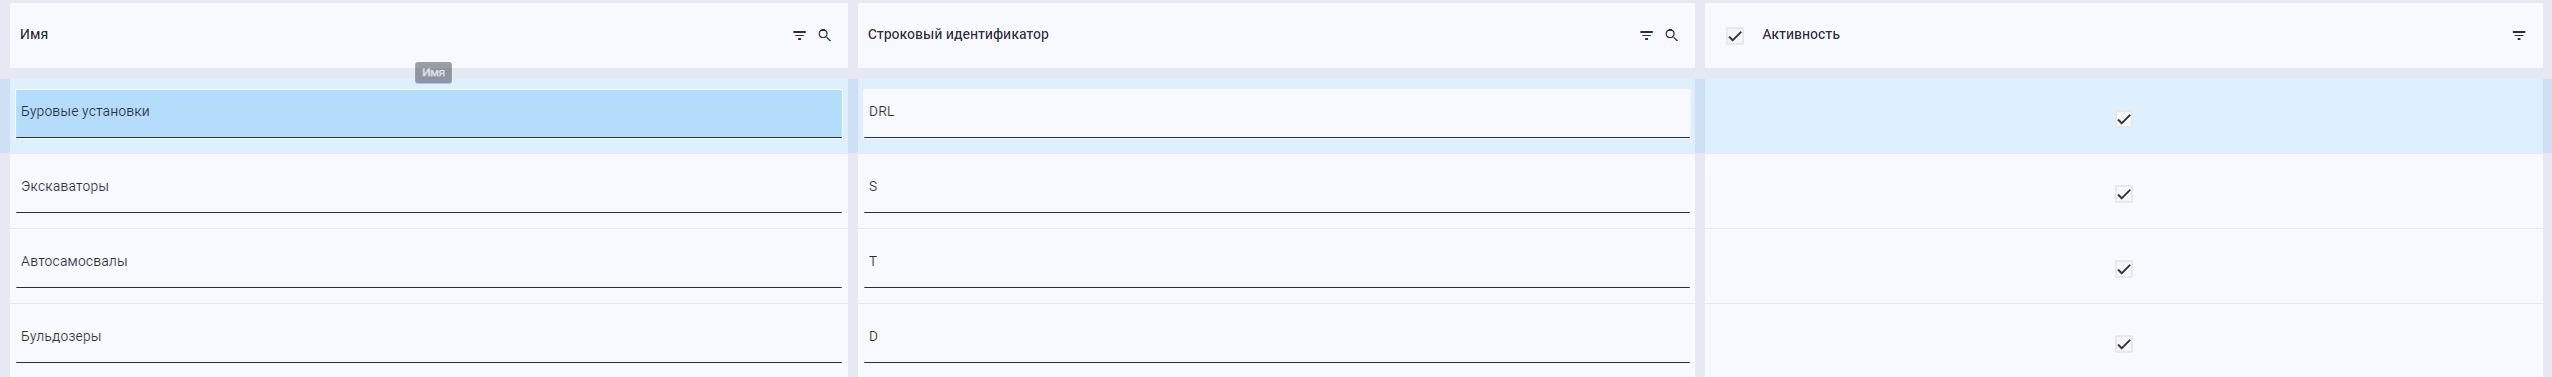 Имя Строковый идентификатор Активность
Имя
Буровые установки DRL
Экскаваторы S
Автосамосвалы T
Бульдозеры D